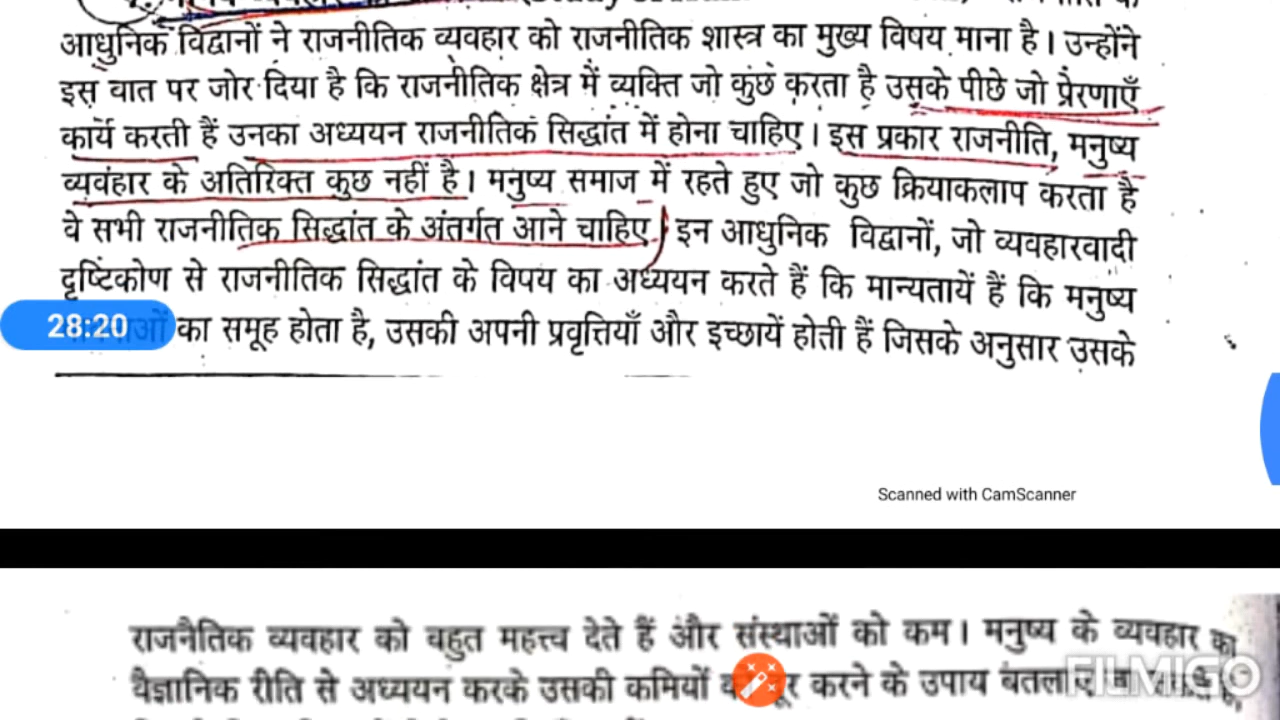 आधुनिक विद्वानों ने राजनीतिक व्यवहार को राजनीतिक शास्त्र का मुख्य विषय माना है। उन्होंने
इस वात पर जोर दिया है कि राजनीतिक क्षेत्र में व्यक्ति जो कुछ करता है उसके पीछे जो प्रेरणाएँ
कार्य करती हैं उनका अध्ययन राजनीतिक सिद्धांत में होना चाहिए। इस प्रकार राजनीति, मनुष्य
व्यवहार के अतिरिक्त कुछ नहीं है। मनुष्य समाज में रहते हुए जो कुछ क्रियाकलाप करता है
वे सभी राजनीतिक सिद्धांत के अंतर्गत आने चाहिए। इन आधुनिक विद्वानों, जो व्यवहारवादी
दृष्टिकोण से राजनीतिक सिद्धांत के विषय का अध्ययन करते हैं कि मान्यतायें हैं कि मनुष्य
28:20 का समूह होता है, उसकी अपनी प्रवृत्तियाँ और इच्छायें होती हैं जिसके अनुसार उसके
Scanned with CamScanner
राजनैतिक व्यवहार को बहुत महत्त्व देते हैं और संस्थाओं को कम। मनुष्य के व्यवहार का
वैज्ञानिक रीति से अध्ययन करके उसकी कमियों दूर करने के उपाय बतलाए
FILMIGO